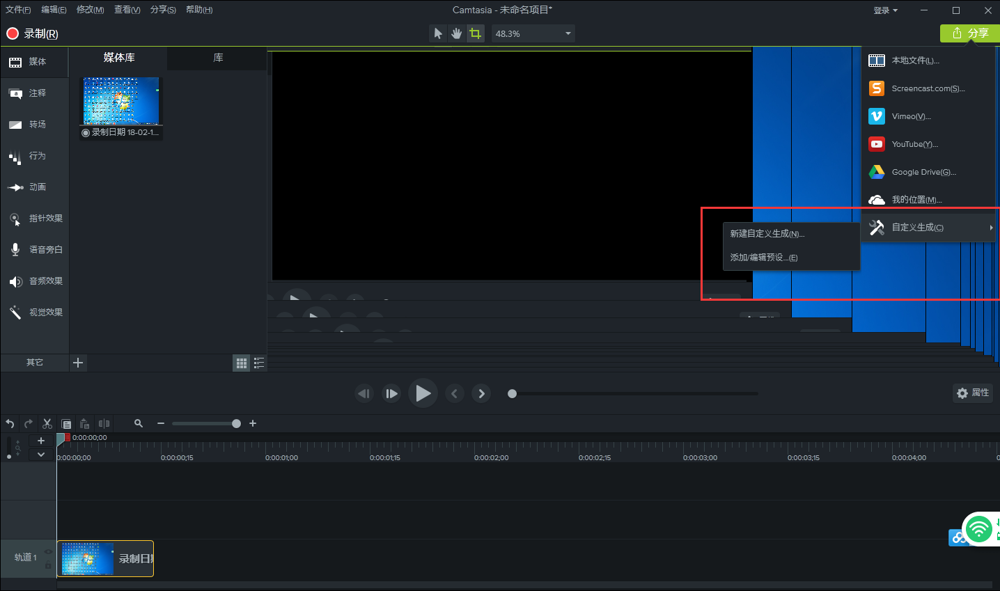 文件(F) 编辑(E) 修改(M) 查看(V) 分享(S) 帮助(H)
Camtasia - 未命名项目*
登录
录制(R)
48.3%
分享
媒体
注释
转场
行为
动画
指针效果
语音旁白
音频效果
视觉效果
其它
媒体库
库
录制日期 18-02-1...
本地文件(L)...
Screencast.com(S)...
Vimeo(V)...
YouTube(Y)...
Google Drive(G)...
我的位置(M)...
自定义生成(C)
新建自定义生成(N)...
添加/编辑预设...(E)
属性
0:00:00;00
0:00:00;00 0:00:00;15 0:00:01;00 0:00:01;15 0:00:02;00 0:00:02;15 0:00:03;00 0:00:03;15 0:00:04;00
轨道 1
录制日